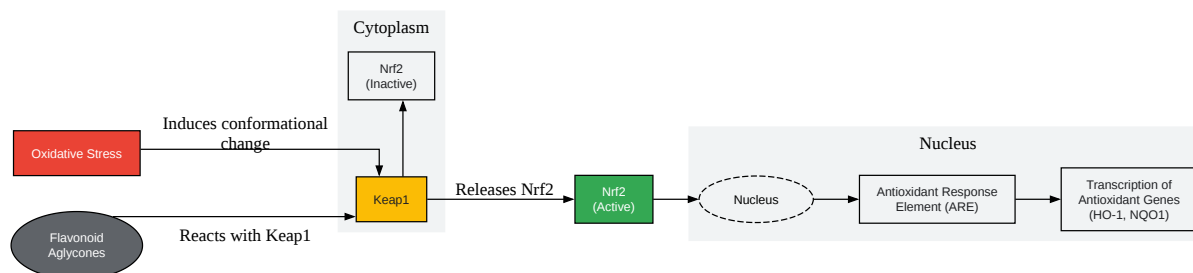 Cytoplasm
Nrf2
(Inactive)
Induces conformational
change
Oxidative Stress
Nucleus
Keap1
Releases Nrf2
Nrf2
(Active)
Nucleus
Antioxidant Response
Element (ARE)
Transcription of
Antioxidant Genes
(HO-1, NQO1)
Reacts with Keap1
Flavonoid
Aglycones